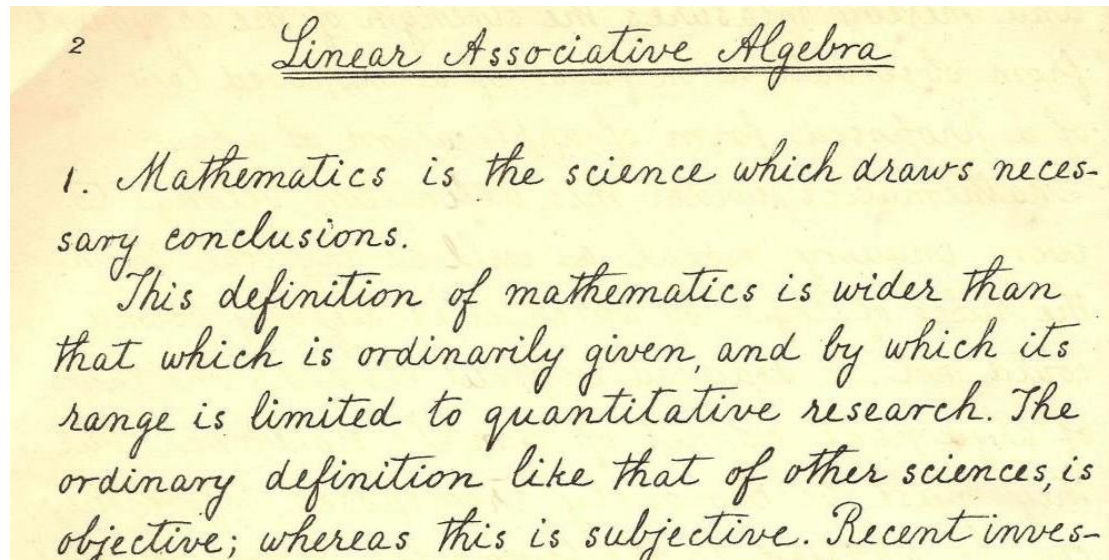 2
Linear Associative Algebra
1. Mathematics is the science which draws neces-
sary conclusions.
This definition of mathematics is wider than
that which is ordinarily given, and by which its
range is limited to quantitative research. The
ordinary definition like that of other sciences, is
objective; whereas this is subjective. Recent inves-